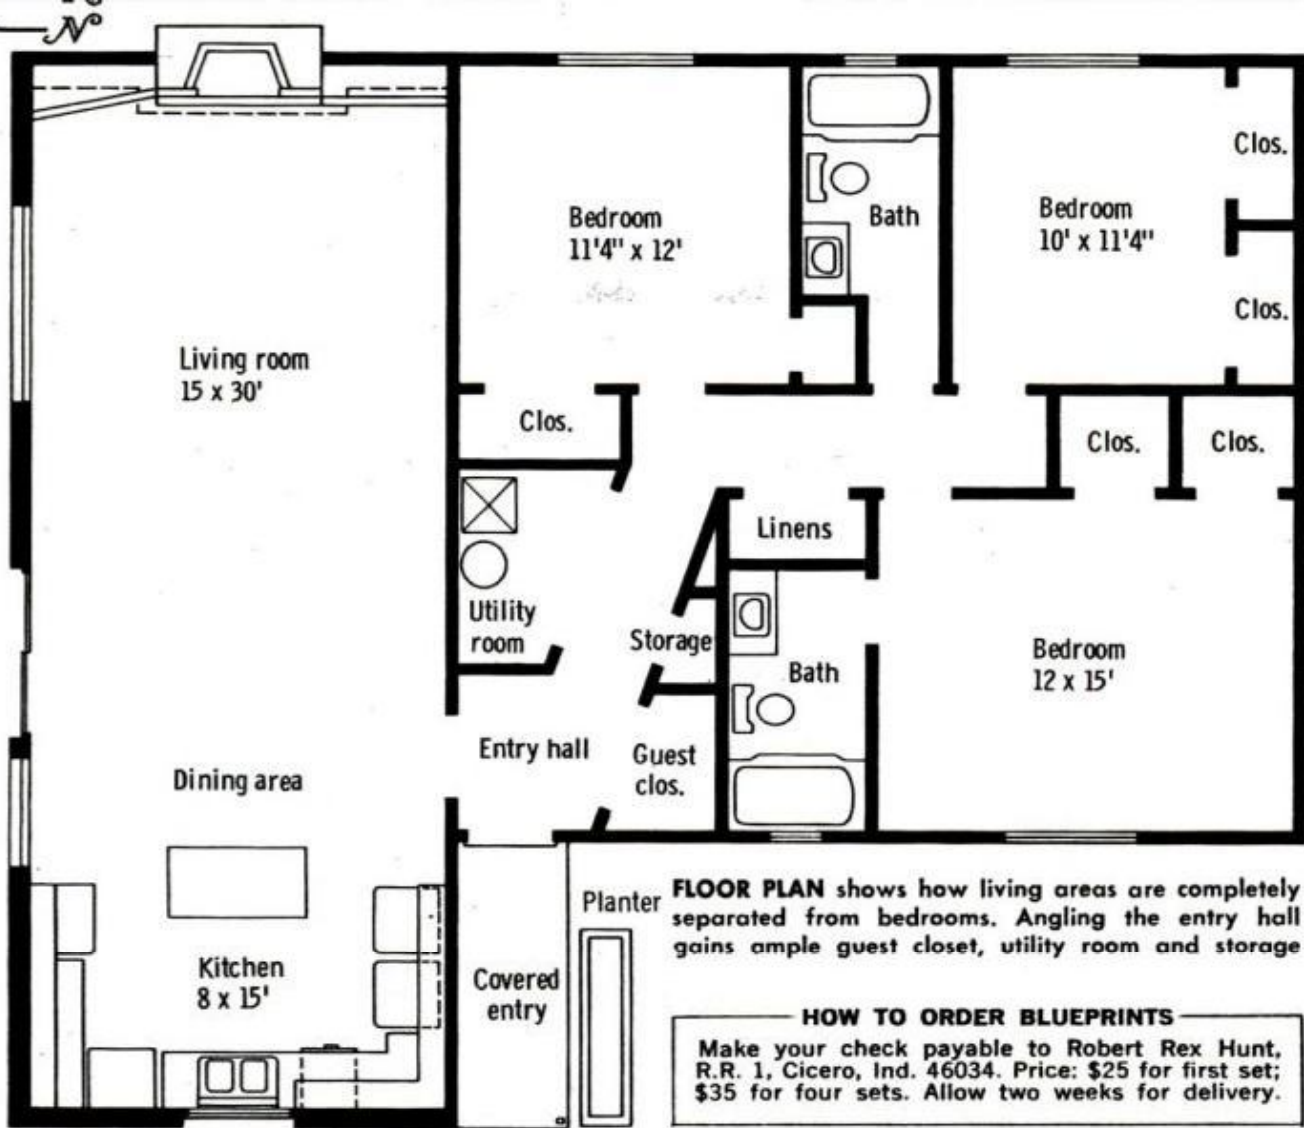 N
Clos.
Bedroom
11'4" x 12'
Bath
Bedroom
10' x 11'4"
Clos.
Living room
15 x 30'
Clos.
Clos.
Clos.
Linens
Utility
room
Storage
Bath
Bedroom
12 x 15'
Entry hall
Guest
clos.
Dining area
Planter
Kitchen
8 x 15'
Covered
entry
FLOOR PLAN shows how living areas are completely
separated from bedrooms. Angling the entry hall
gains ample guest closet, utility room and storage
HOW TO ORDER BLUEPRINTS
Make your check payable to Robert Rex Hunt,
R.R. 1, Cicero, Ind. 46034. Price: $25 for first set;
$35 for four sets. Allow two weeks for delivery.